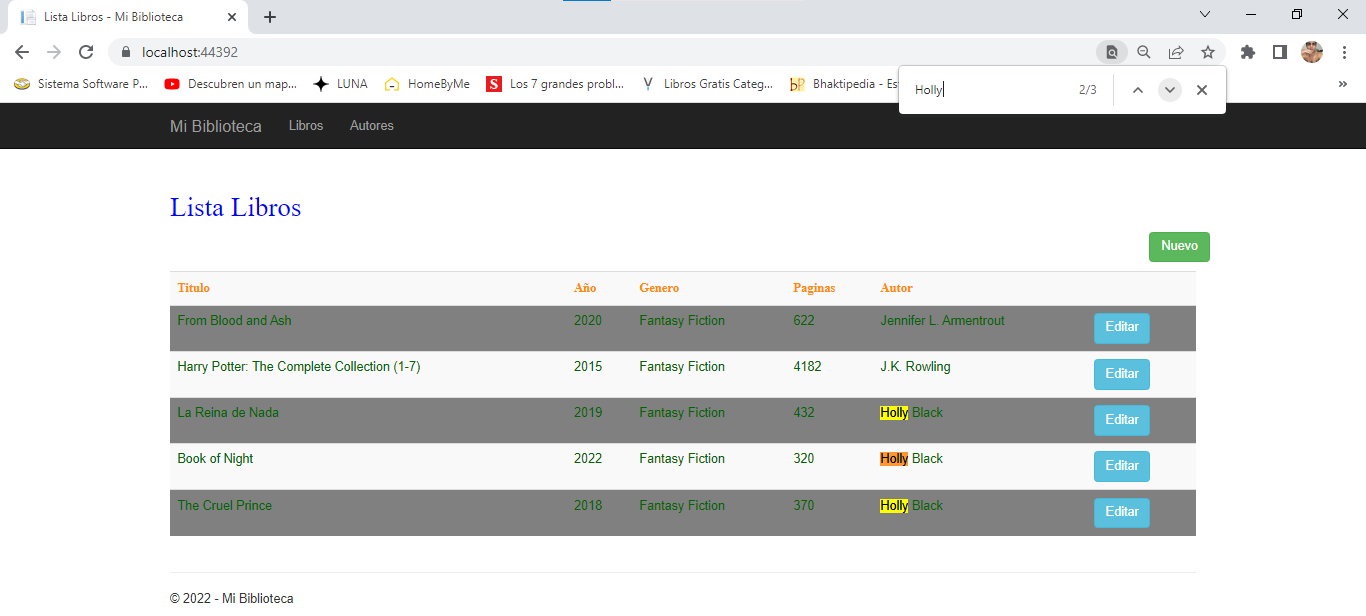 Lista Libros - Mi Biblioteca
localhost:44392
Sistema Software P... Descubren un map... LUNA HomeByMe S Los 7 grandes probl... Y Libros Gratis Categ... bP Bhaktipedia - Es
Holly 2/3
Mi Biblioteca Libros Autores
Lista Libros
Nuevo
Titulo Año Genero Paginas Autor
From Blood and Ash 2020 Fantasy Fiction 622 Jennifer L. Armentrout Editar
Harry Potter: The Complete Collection (1-7) 2015 Fantasy Fiction 4182 J.K. Rowling Editar
La Reina de Nada 2019 Fantasy Fiction 432 Holly Black Editar
Book of Night 2022 Fantasy Fiction 320 Holly Black Editar
The Cruel Prince 2018 Fantasy Fiction 370 Holly Black Editar
© 2022 - Mi Biblioteca